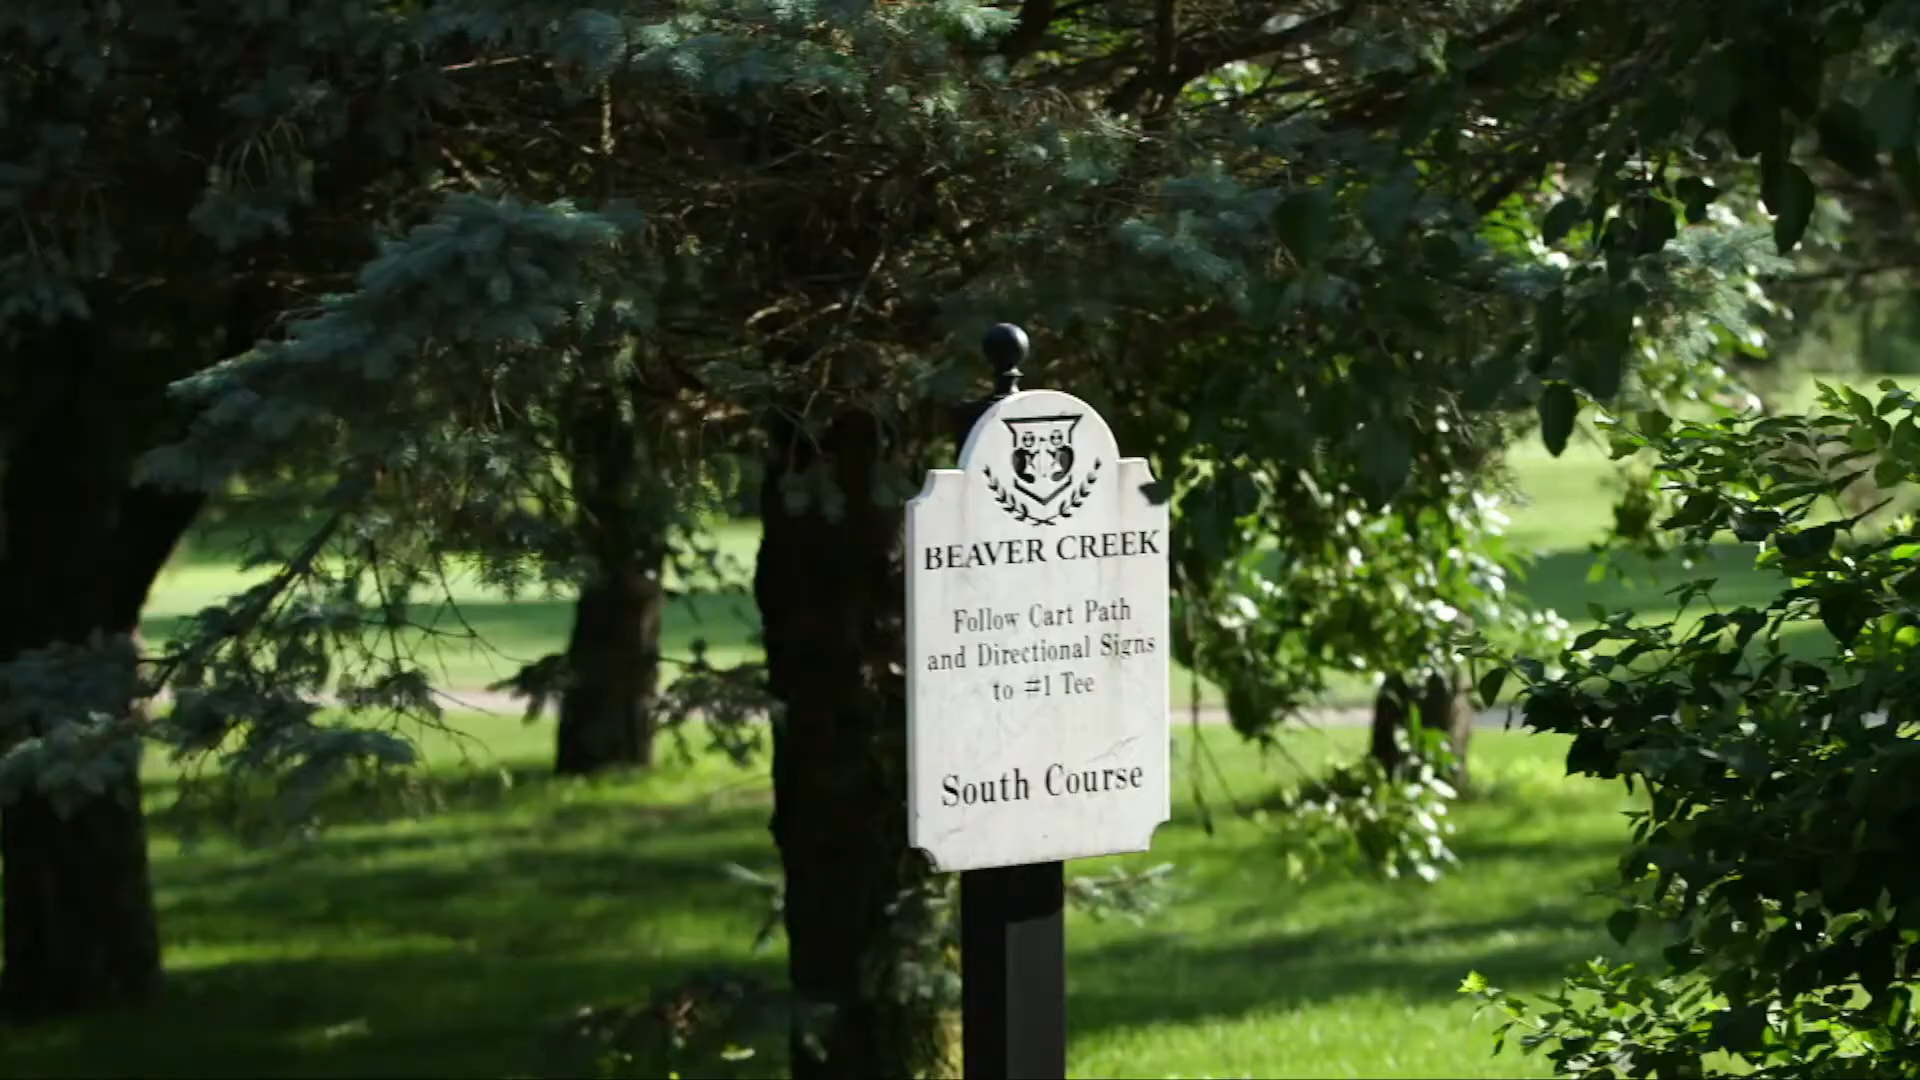 BEAVER CREEK
Follow Cart Path
and Directional Signs
to #1 Tee
South Course